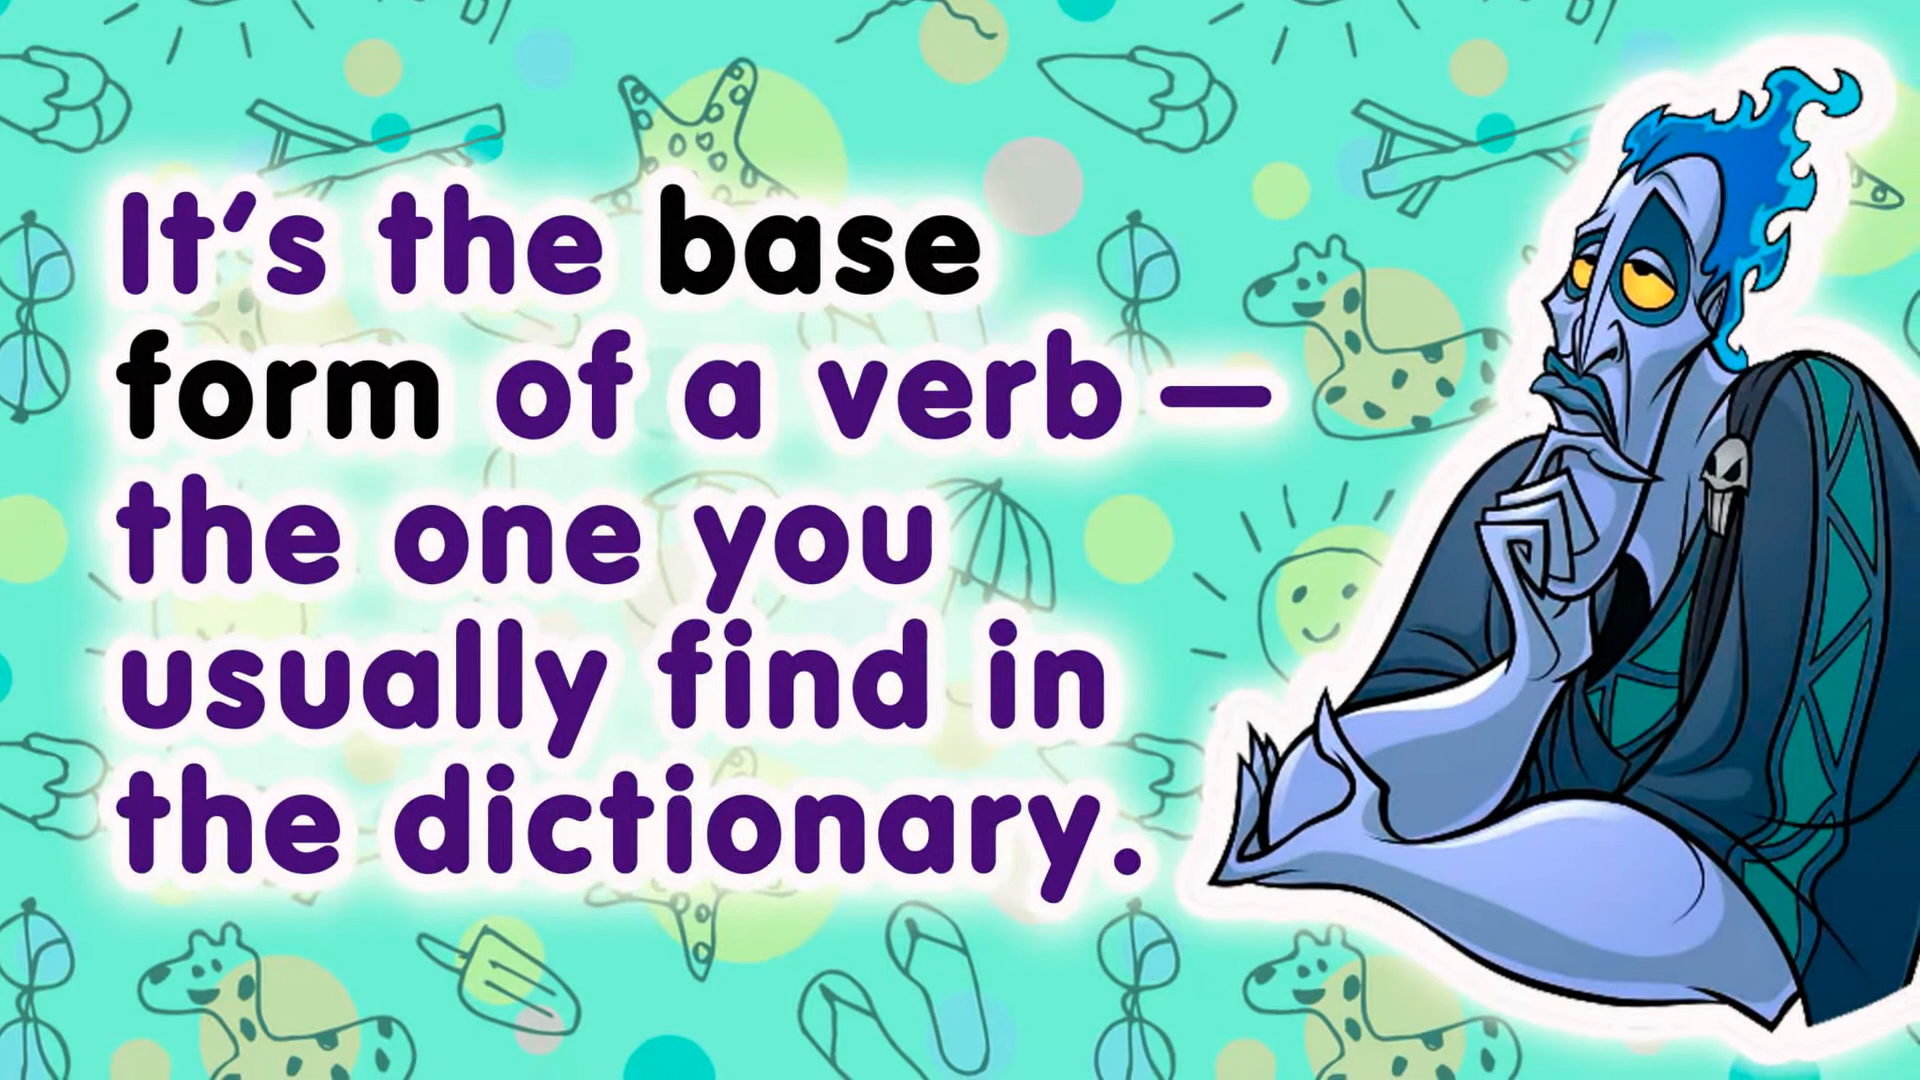 It's the base
form of a verb –
the one you
usually find in
the dictionary.